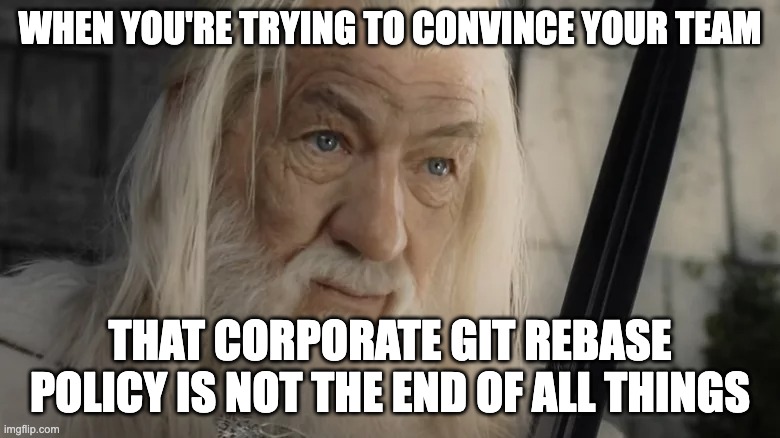 WHEN YOU'RE TRYING TO CONVINCE YOUR TEAM
THAT CORPORATE GIT REBASE
POLICY IS NOT THE END OF ALL THINGS
imgflip.com